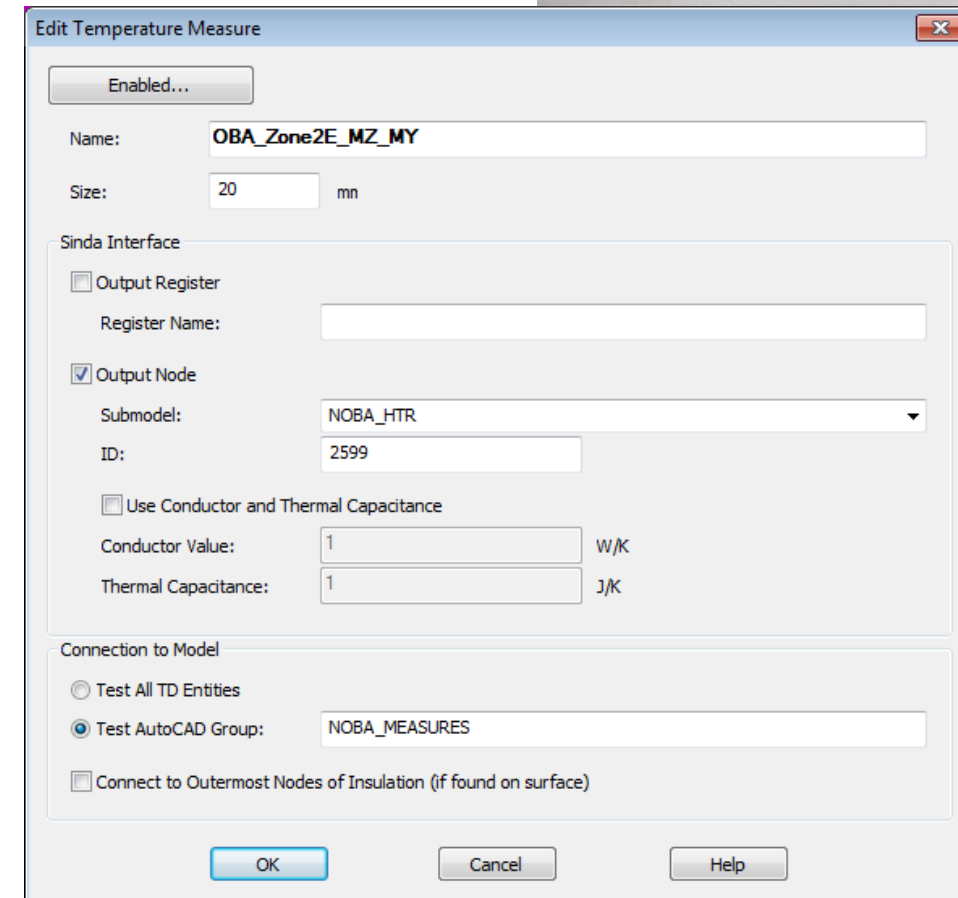 Edit Temperature Measure
Enabled...
Name: OBA_Zone2E_MZ_MY
Size: 20 mn
Sinda Interface
Output Register
Register Name:
Output Node
Submodel: NOBA_HTR
ID: 2599
Use Conductor and Thermal Capacitance
Conductor Value: 1 W/K
Thermal Capacitance: 1 J/K
Connection to Model
Test All TD Entities
Test AutoCAD Group: NOBA_MEASURES
Connect to Outermost Nodes of Insulation (if found on surface)
OK Cancel Help